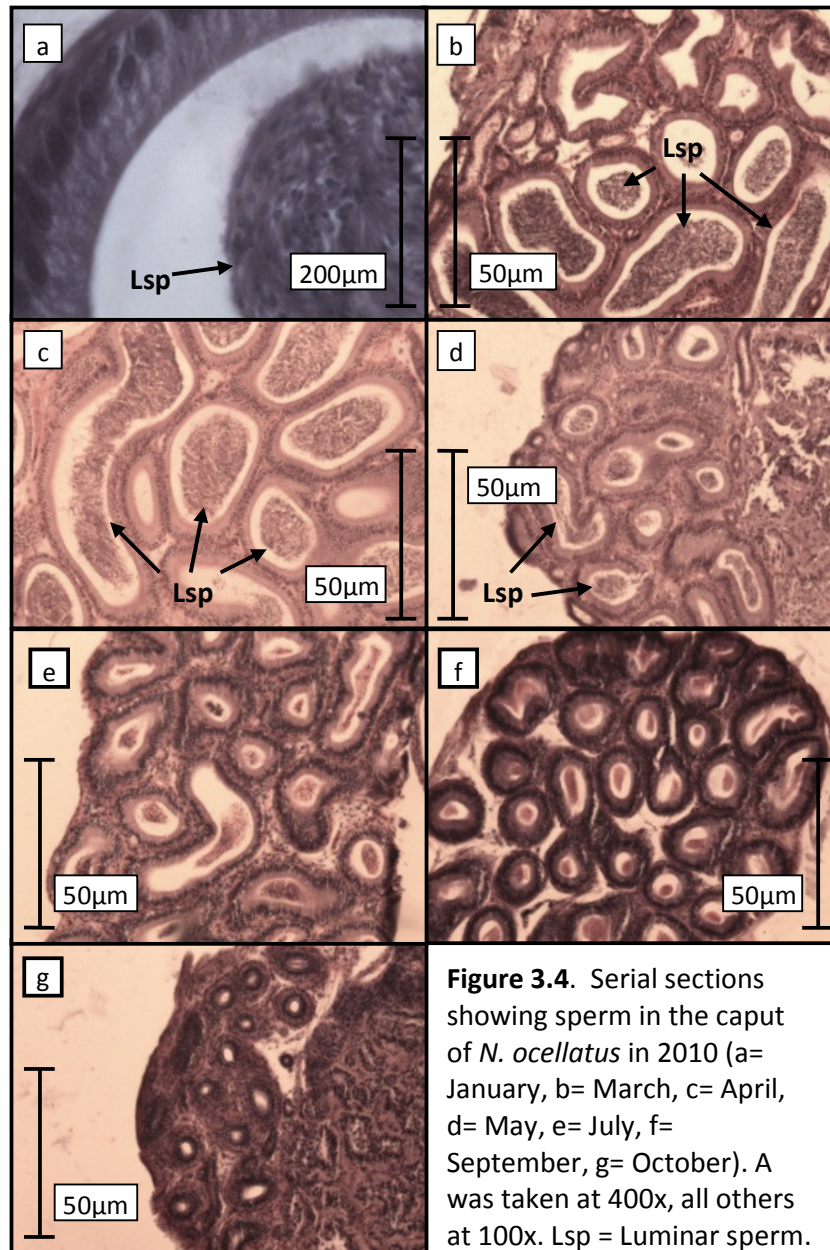 a
Lsp
200μm
b
Lsp
50μm
c
Lsp
50μm
d
50μm
Lsp
e
50μm
f
50μm
g
50μm
Figure 3.4. Serial sections
showing sperm in the caput
of N. ocellatus in 2010 (a=
January, b= March, c= April,
d= May, e= July, f=
September, g= October). A
was taken at 400x, all others
at 100x. Lsp = Luminar sperm.